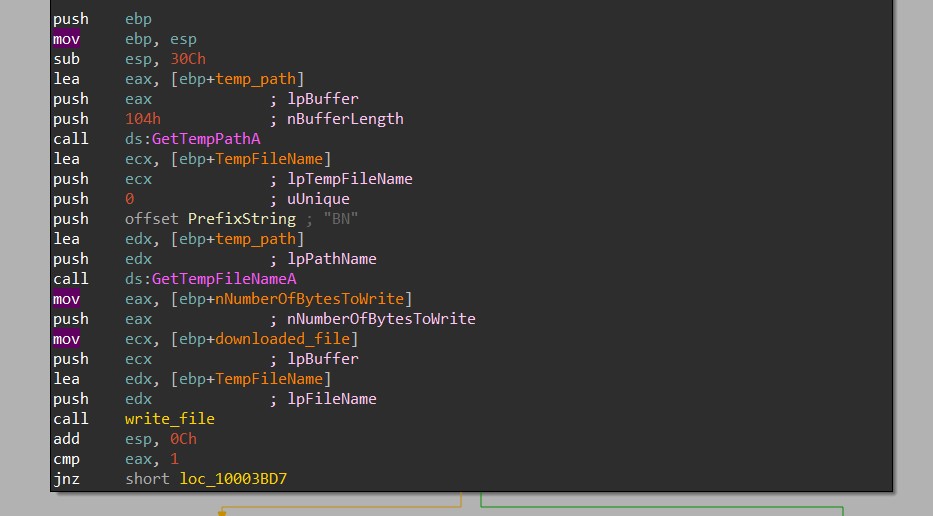 push ebp
mov ebp, esp
sub esp, 30Ch
lea eax, [ebp+temp_path]
push eax ; lpBuffer
push 104h ; nBufferLength
call ds:GetTempPathA
lea ecx, [ebp+TempFileName]
push ecx ; lpTempFileName
push 0 ; uUnique
push offset PrefixString ; "BN"
lea edx, [ebp+temp_path]
push edx ; lpPathName
call ds:GetTempFileNameA
mov eax, [ebp+nNumberOfBytesToWrite]
push eax ; nNumberOfBytesToWrite
mov ecx, [ebp+downloaded_file]
push ecx ; lpBuffer
lea edx, [ebp+TempFileName]
push edx ; lpFileName
call write_file
add esp, 0Ch
cmp eax, 1
jnz short loc_10003BD7